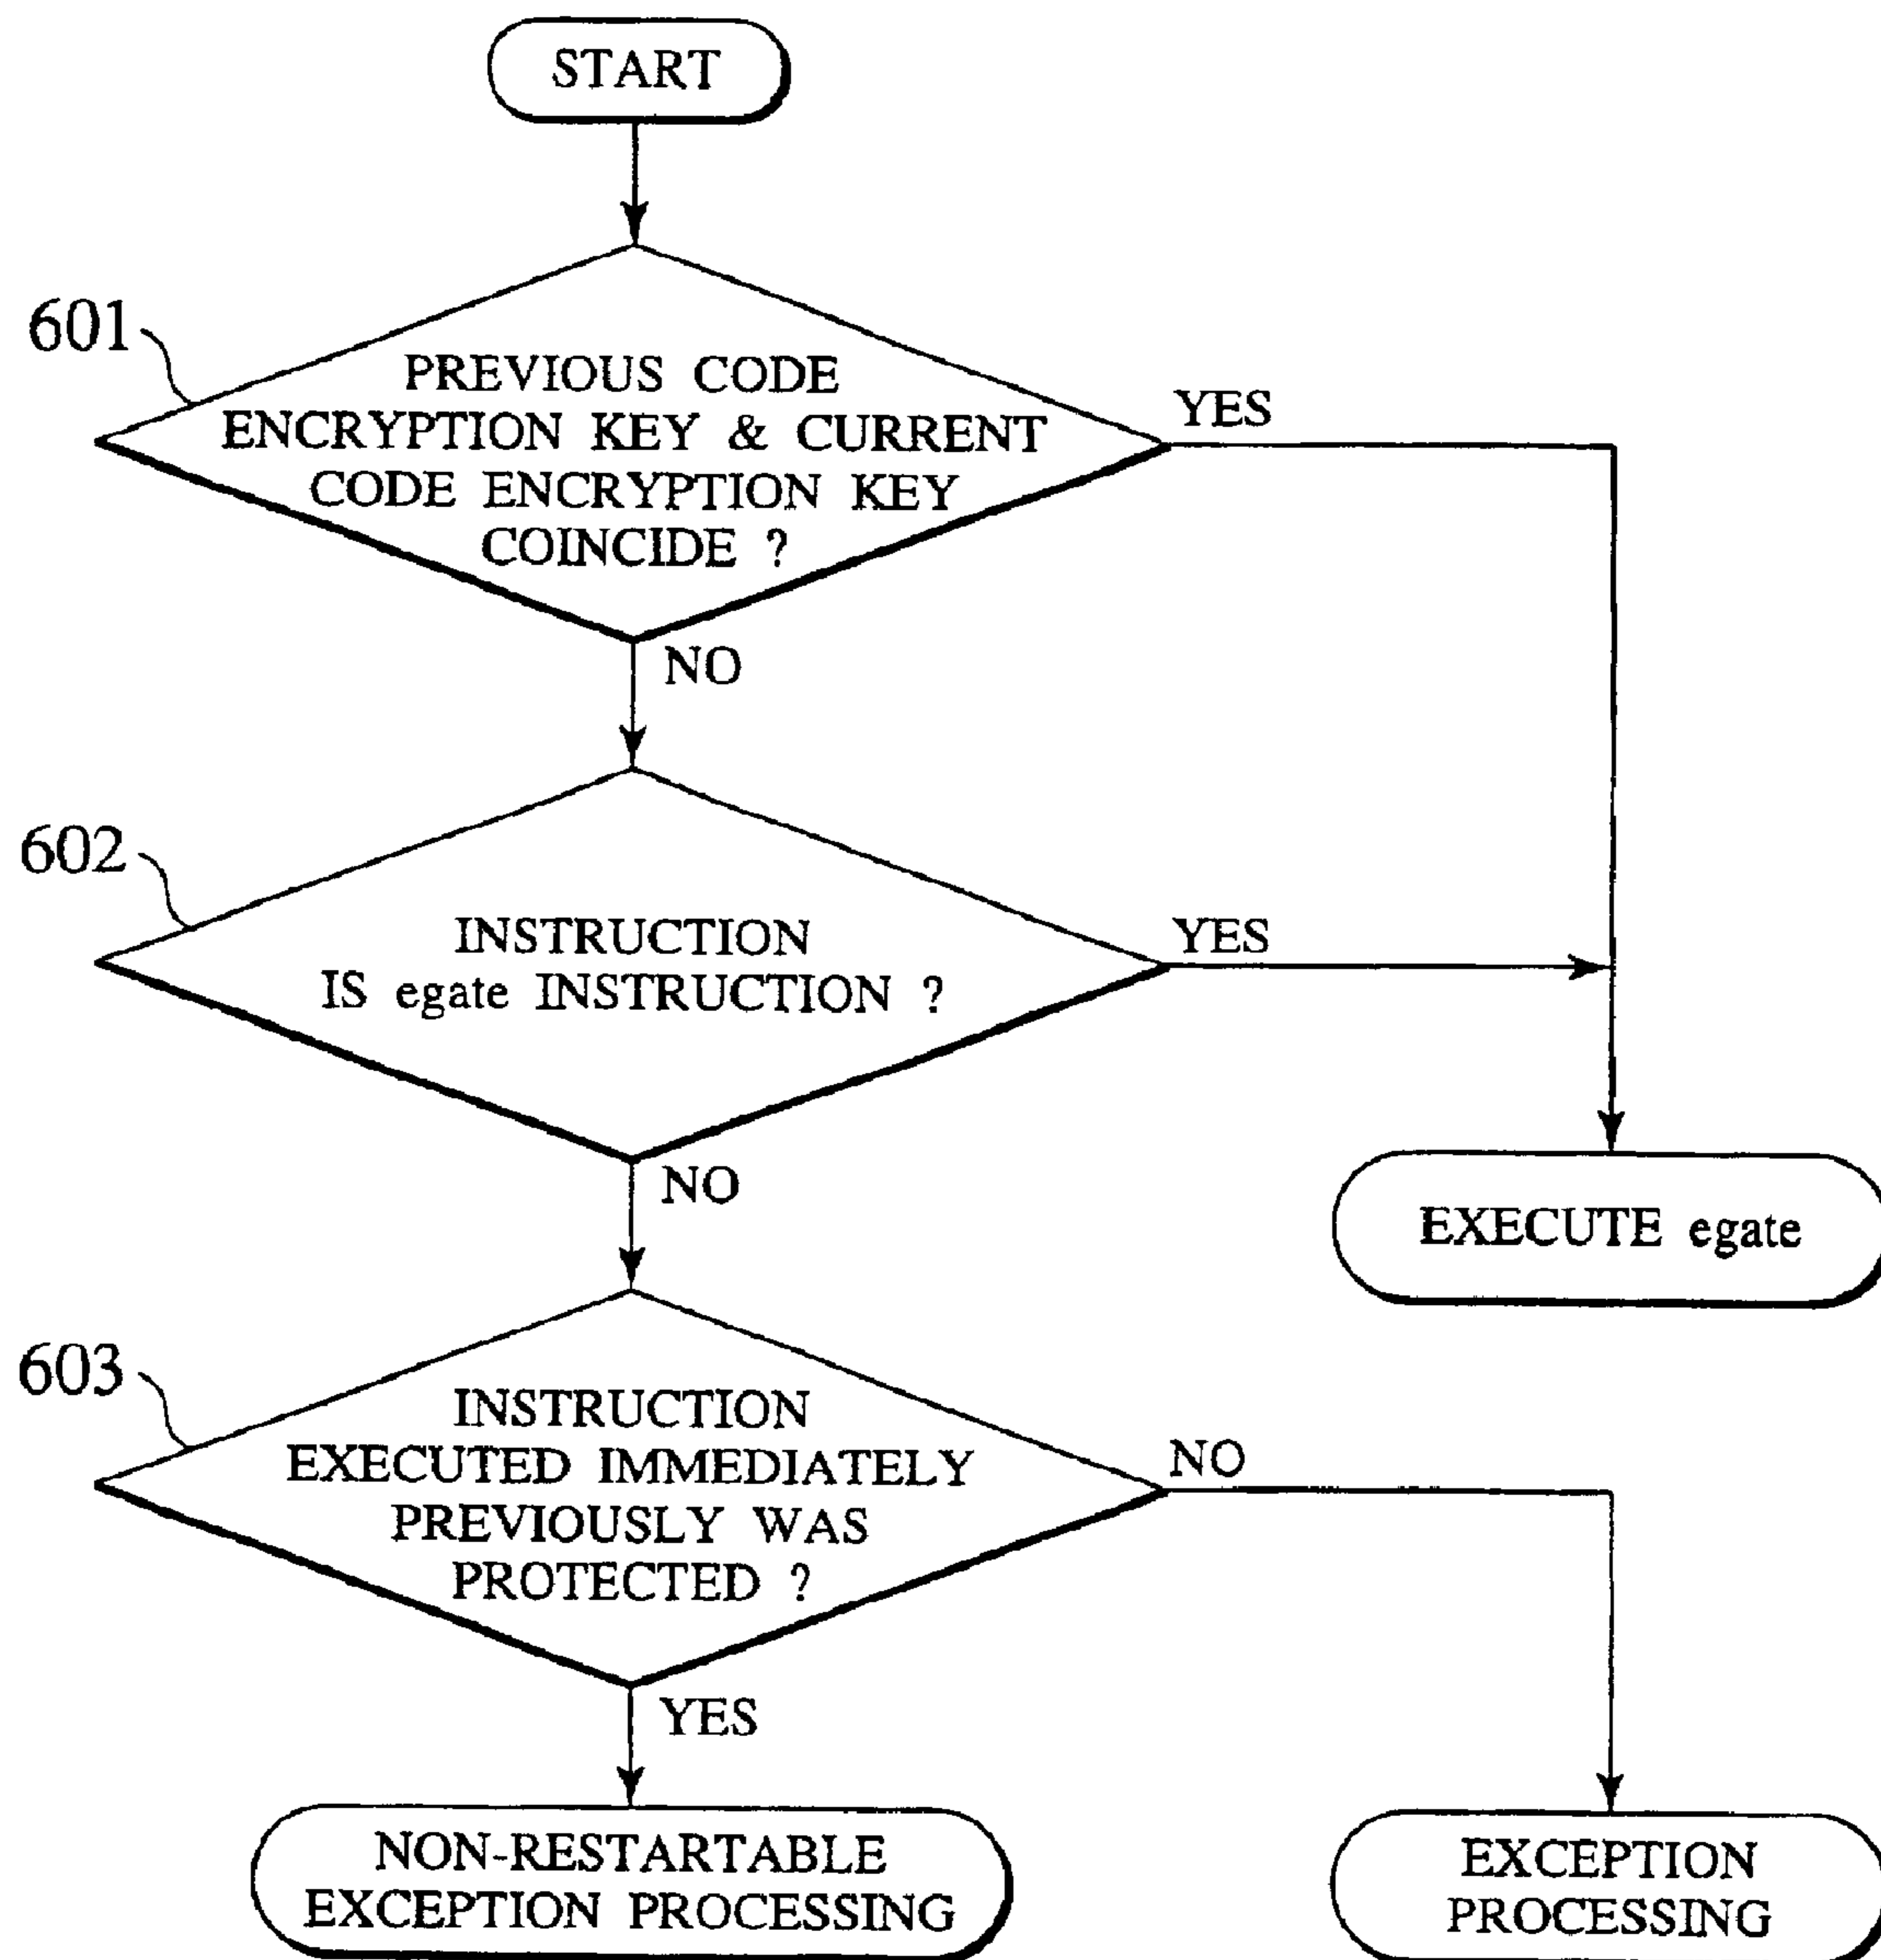 START
601
PREVIOUS CODE
ENCRYPTION KEY & CURRENT
CODE ENCRYPTION KEY
COINCIDE ?
YES
NO
602
INSTRUCTION
IS egate INSTRUCTION ?
YES
NO
EXECUTE egate
603
INSTRUCTION
EXECUTED IMMEDIATELY
PREVIOUSLY WAS
PROTECTED ?
NO
YES
NON-RESTARTABLE
EXCEPTION PROCESSING
EXCEPTION
PROCESSING